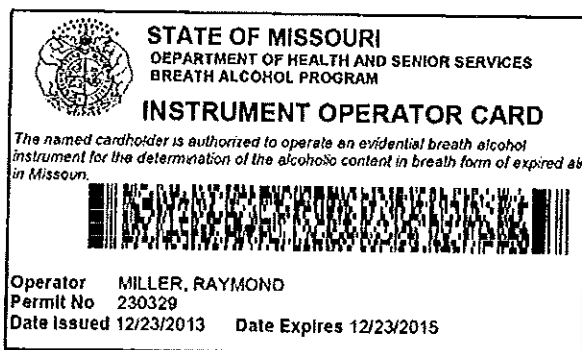 STATE OF MISSOURI
DEPARTMENT OF HEALTH AND SENIOR SERVICES
BREATH ALCOHOL PROGRAM
INSTRUMENT OPERATOR CARD
The named cardholder is authorized to operate an evidential breath alcohol
instrument for the determination of the alcoholic content in breath form of expired
in Missouri.
Operator MILLER, RAYMOND
Permit No 230329
Date Issued 12/23/2013 Date Expires 12/23/2015